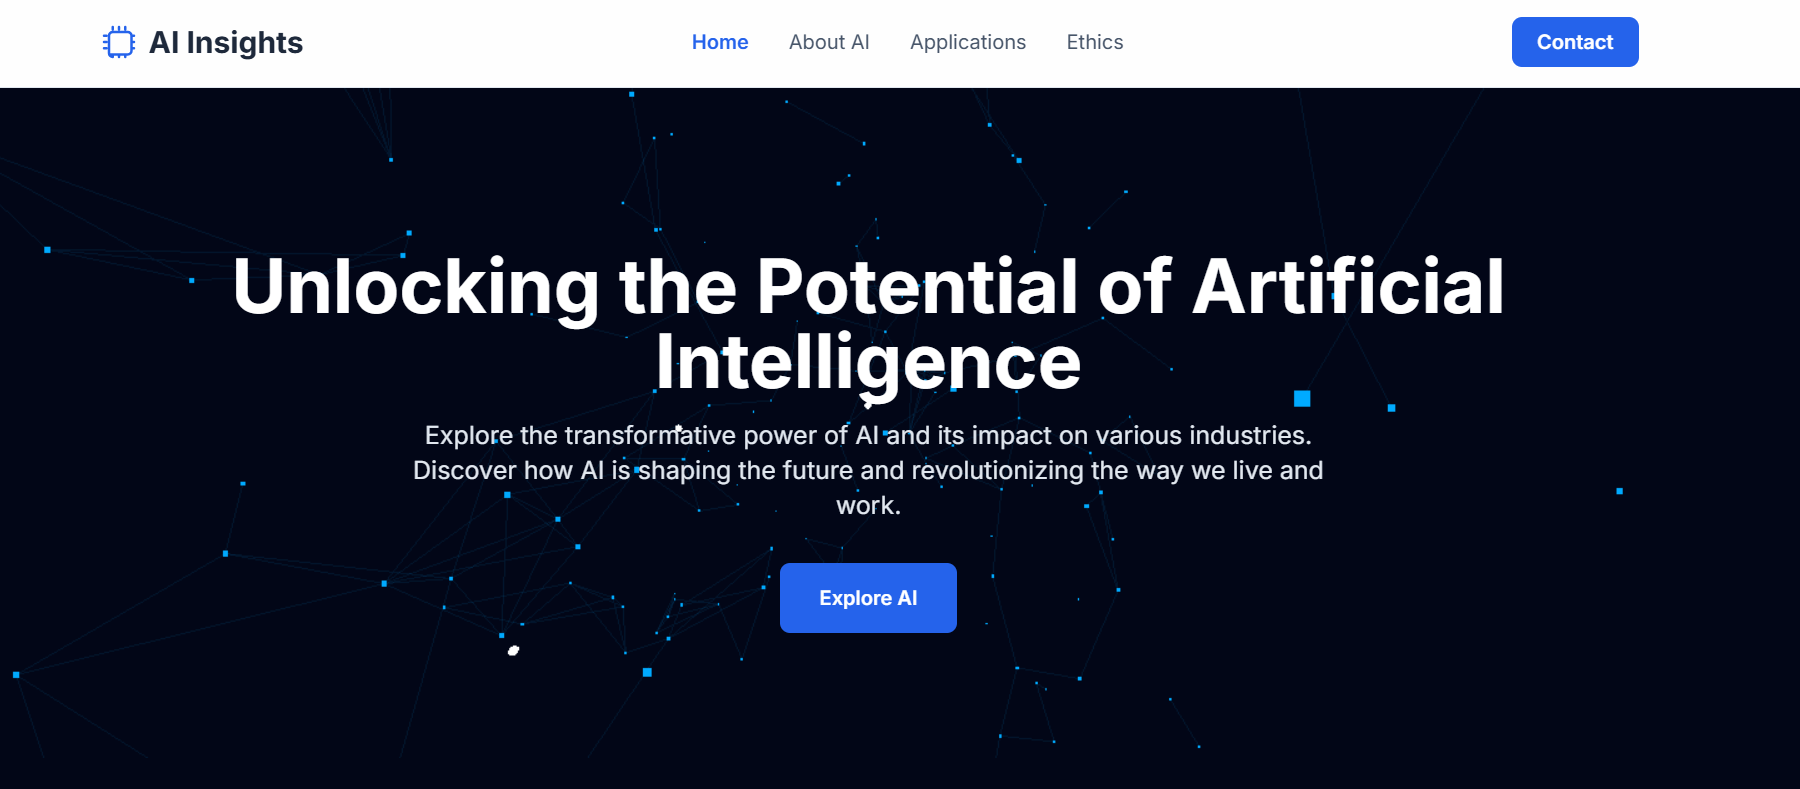 AI Insights
Home
About AI
Applications
Ethics
Contact
Unlocking the Potential of Artificial
Intelligence
Explore the transformative power of AI and its impact on various industries.
Discover how AI is shaping the future and revolutionizing the way we live and
work.
Explore AI